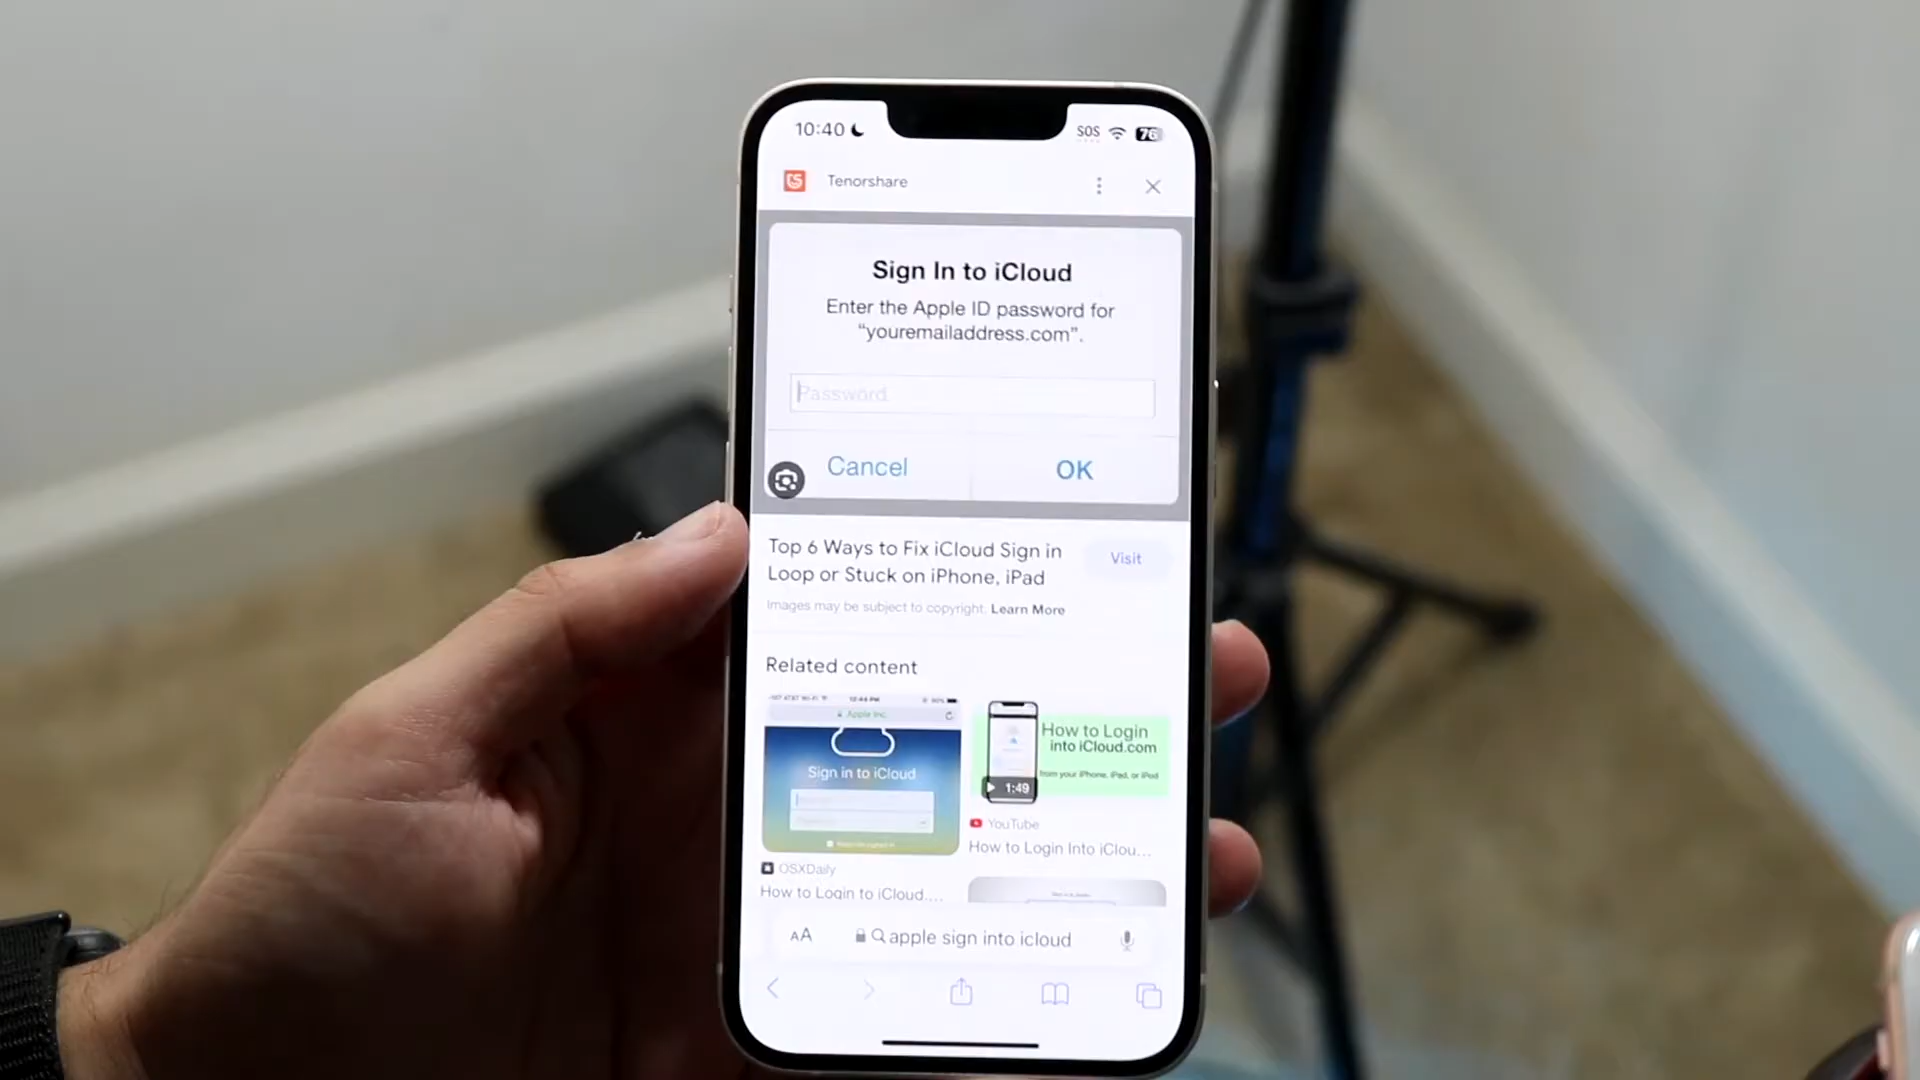 10:40
SOS
76
Tenorshare
Sign In to iCloud
Enter the Apple ID password for
“youremailaddress.com”.
Password
Cancel
OK
Top 6 Ways to Fix iCloud Sign in
Loop or Stuck on iPhone, iPad
Visit
Images may be subject to copyright. Learn More
Related content
12:44 PM
Apple Inc.
Sign in to iCloud
OSXDaily
How to Login to iCloud....
How to Login
into iCloud.com
from your iPhone, iPad, or iPod
1:49
YouTube
How to Login Into iClou...
AA
apple sign into icloud